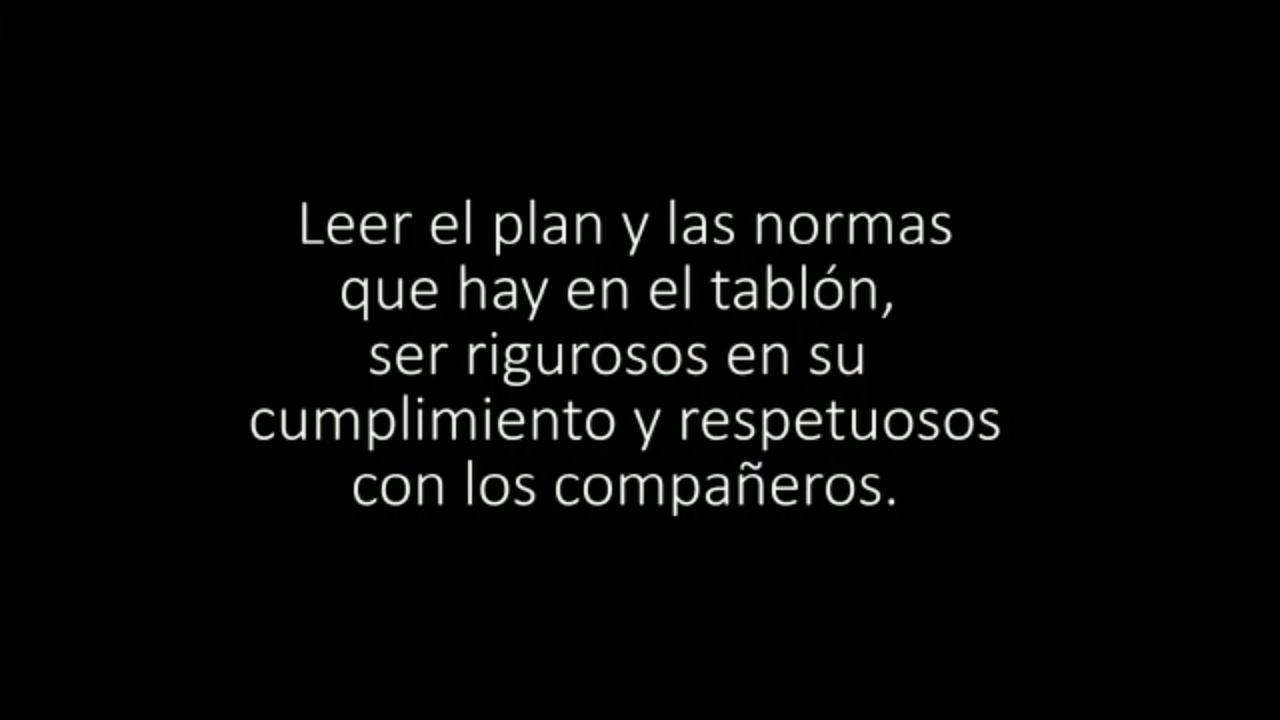 Leer el plan y las normas
que hay en el tablón,
ser rigurosos en su
cumplimiento y respetuosos
con los compañeros.